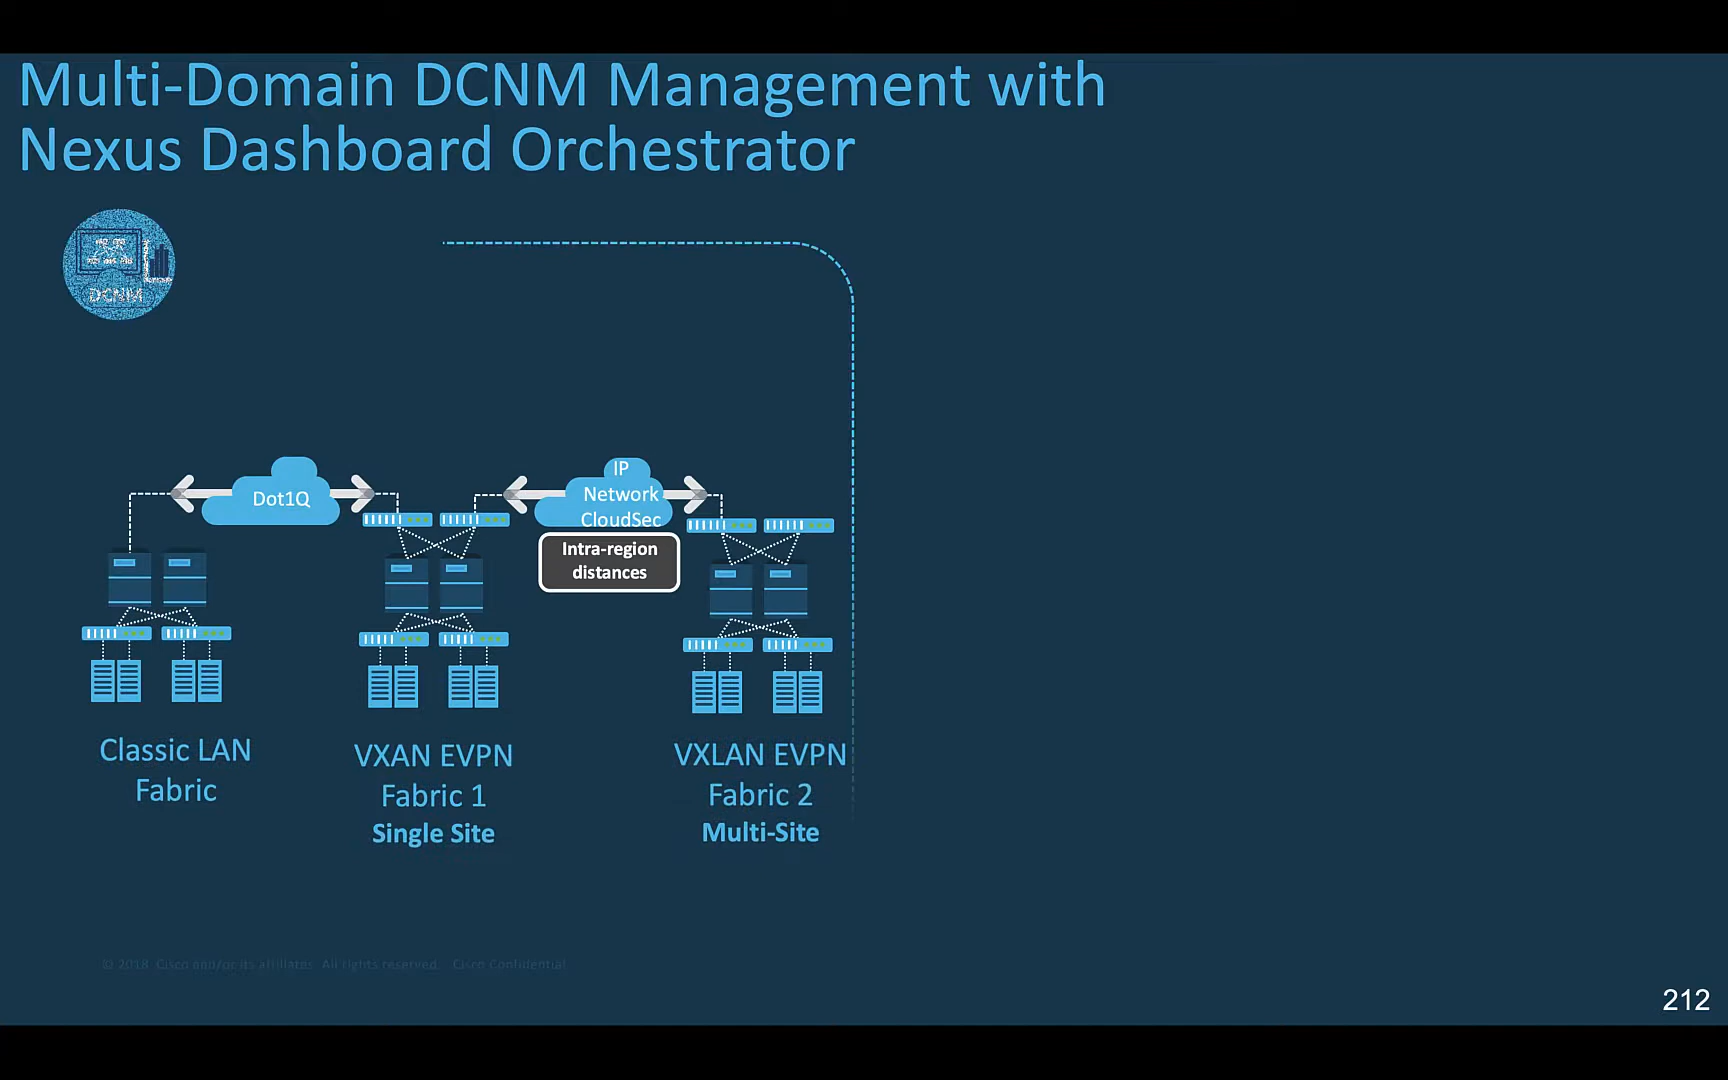 Multi-Domain DCNM Management with
Nexus Dashboard Orchestrator
DCNM
Dot1Q
IP
Network
CloudSec
Intra-region
distances
Classic LAN
Fabric
VXAN EVPN
Fabric 1
Single Site
VXLAN EVPN
Fabric 2
Multi-Site
© 2018 Cisco and/or its affiliates. All rights reserved. Cisco Confidential
212